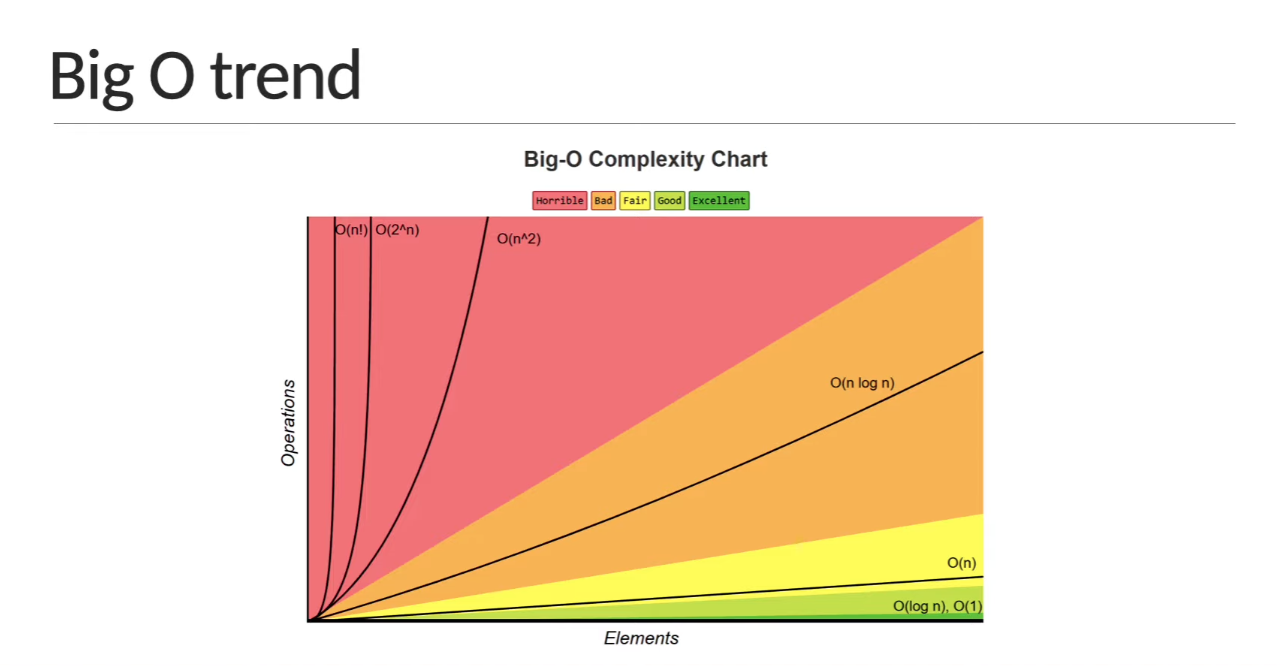 Big O trend
Big-O Complexity Chart
Horrible Bad Fair Good Excellent
O(n!) O(2^n)
O(n^2)
O(n log n)
Operations
O(n)
O(log n), O(1)
Elements